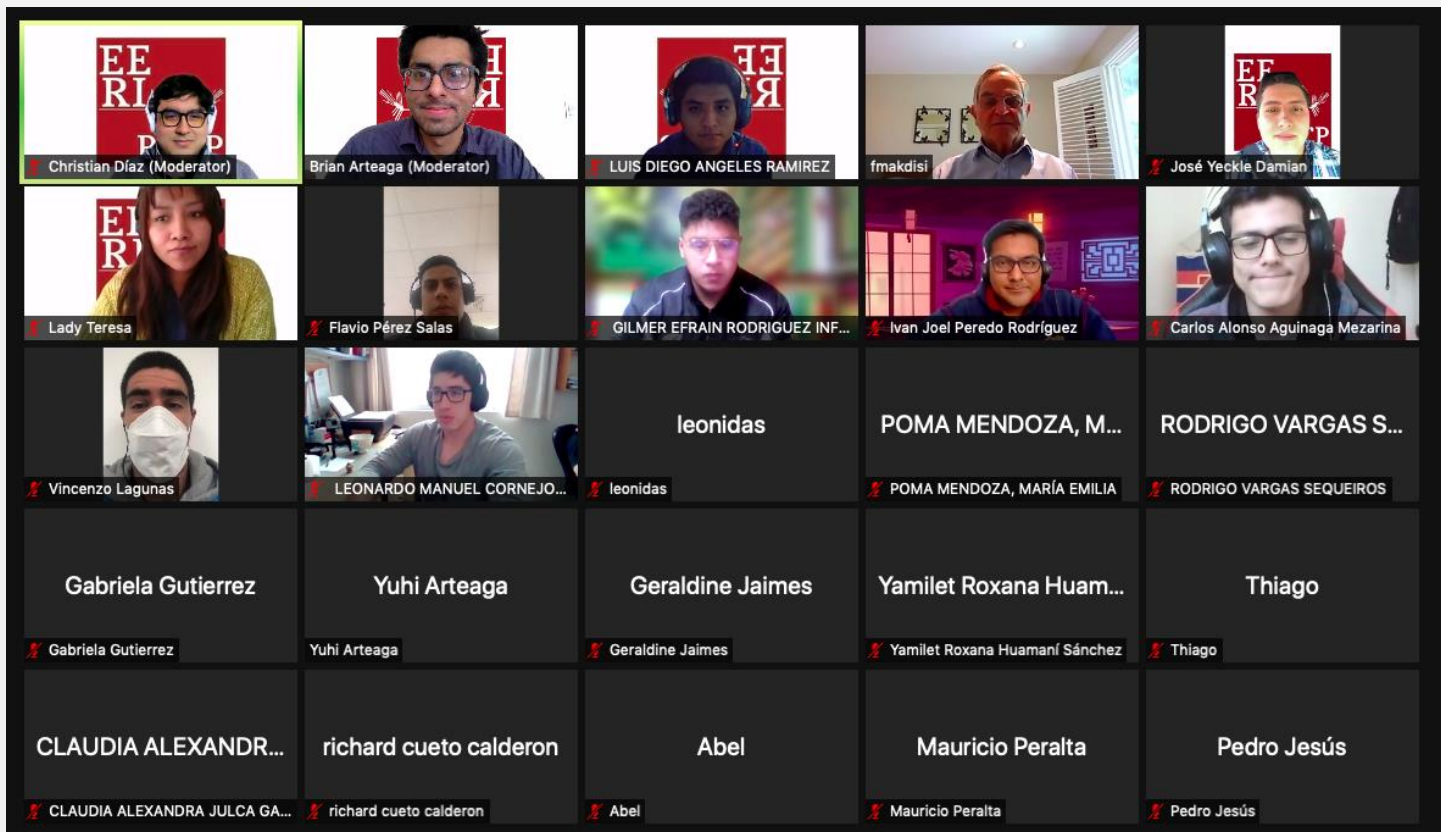 EE
RI
P P
Christian Díaz (Moderator)
Brian Arteaga (Moderator)
LUIS DIEGO ANGELES RAMIREZ
fmakdisi
EE
R
CP
José Yeckle Damian
Lady Teresa
Flavio Pérez Salas
GILMER EFRAIN RODRIGUEZ INF...
Ivan Joel Peredo Rodríguez
Carlos Alonso Aguinaga Mezarina
Vincenzo Lagunas
LEONARDO MANUEL CORNEJO...
leonidas
leonidas
POMA MENDOZA, M...
POMA MENDOZA, MARÍA EMILIA
RODRIGO VARGAS S...
RODRIGO VARGAS SEQUEIROS
Gabriela Gutierrez
Gabriela Gutierrez
Yuhi Arteaga
Yuhi Arteaga
Geraldine Jaimes
Geraldine Jaimes
Yamilet Roxana Huam...
Yamilet Roxana Huamaní Sánchez
Thiago
Thiago
CLAUDIA ALEXANDR...
CLAUDIA ALEXANDRA JULCA GA...
richard cueto calderon
richard cueto calderon
Abel
Abel
Mauricio Peralta
Mauricio Peralta
Pedro Jesús
Pedro Jesús